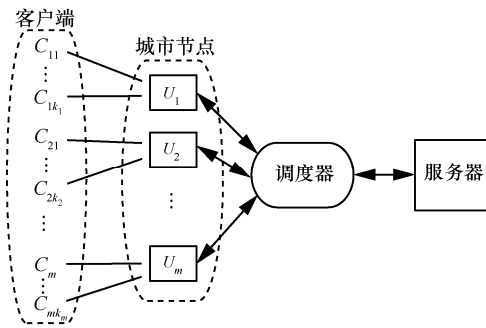 客户端
城市节点
C₁₁
⋮
C₁ₖ₁
U₁
C₂₁
⋮
C₂ₖ₂
U₂
⋮
⋮
调度器
服务器
Cₘ
⋮
Cₘₖₘ
Uₘ